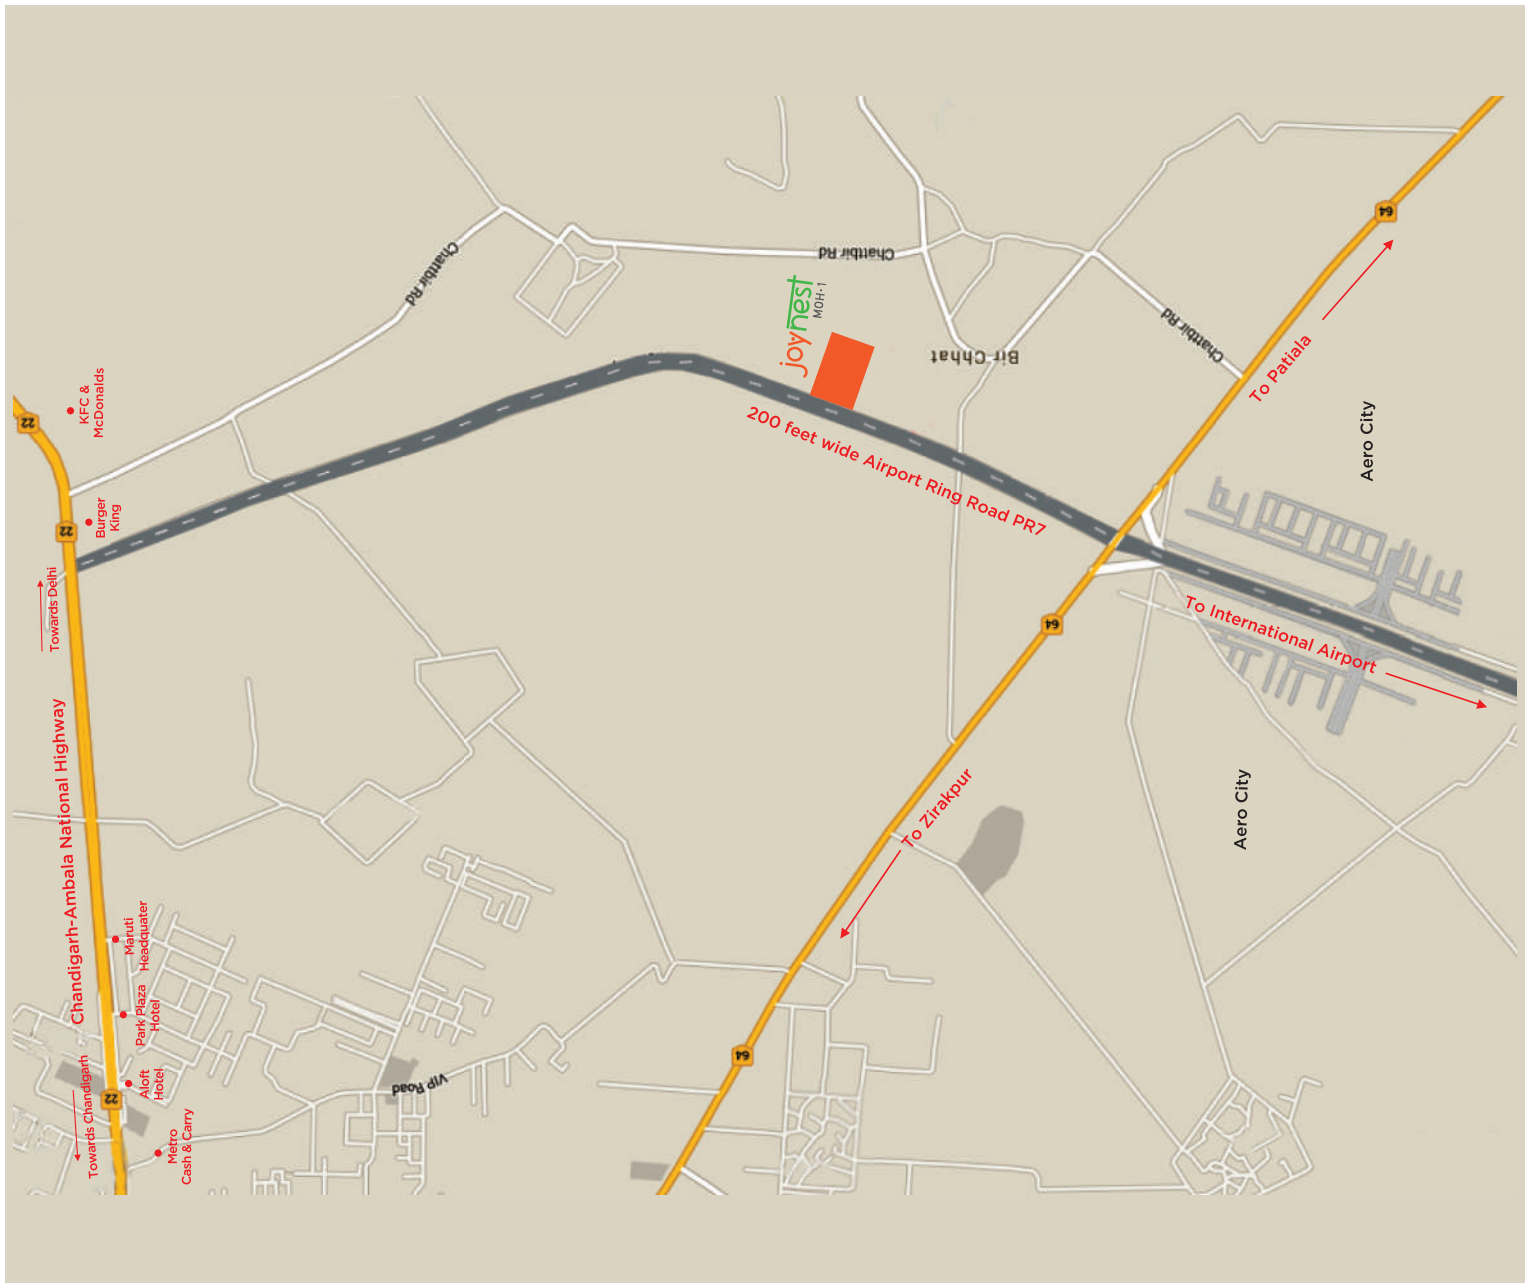 Chattbir Rd
Chattbir Rd
joynest
MOH-1
Bir Chhat
Chattbir Rd
64
To Patiala
Aero City
KFC &
McDonalds
22
Burger
King
22
Towards Delhi
200 feet wide Airport Ring Road PR7
64
To International Airport
Chandigarh-Ambala National Highway
To Zirakpur
Aero City
Maruti
Headquater
Park Plaza
Hotel
Aloft
Hotel
22
Towards Chandigarh
Metro
Cash & Carry
VIP Road
64